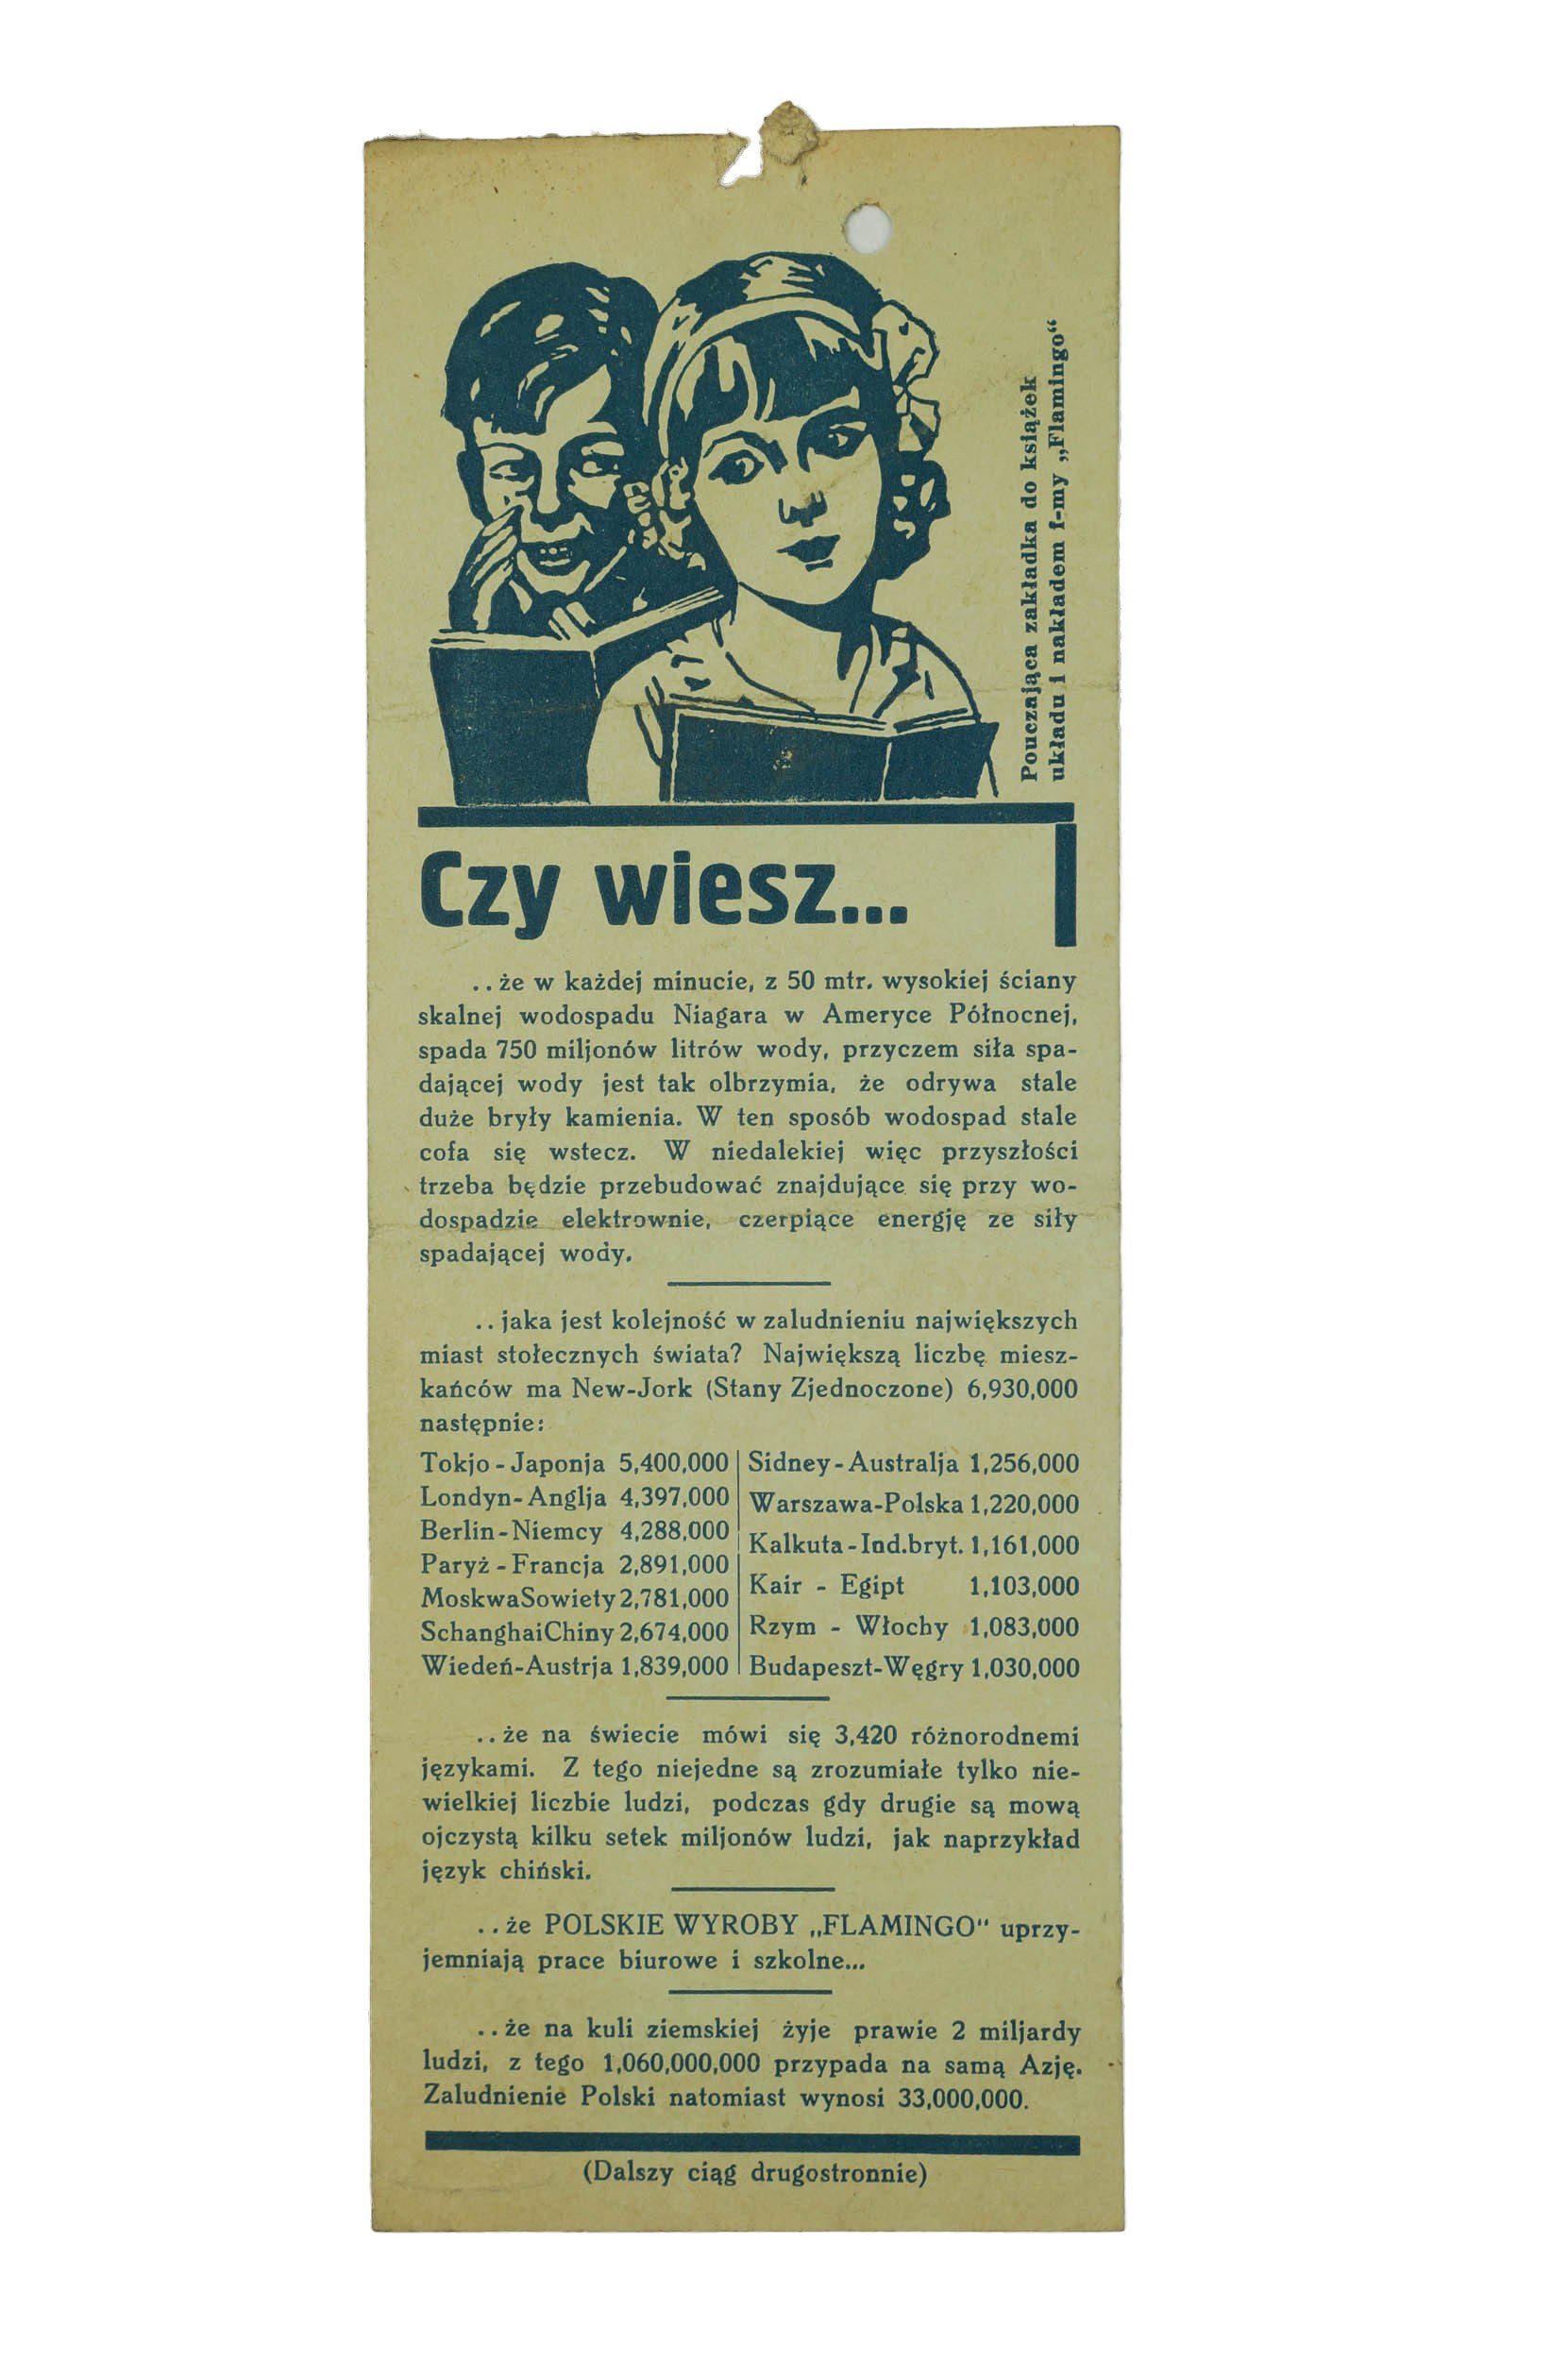 Pouczająca zakładka do książek
układu i nakładem f-my „Flamingo“
Czy wiesz...
..że w każdej minucie, z 50 mtr. wysokiej ściany
skalnej wodospadu Niagara w Ameryce Północnej,
spada 750 miljonów litrów wody, przyczem siła spa-
dającej wody jest tak olbrzymia, że odrywa stale
duże bryły kamienia. W ten sposób wodospad stale
cofa się wstecz. W niedalekiej więc przyszłości
trzeba będzie przebudować znajdujące się przy wo-
dospadzie elektrownie, czerpiące energję ze siły
spadającej wody.
..jaka jest kolejność w zaludnieniu największych
miast stołecznych świata? Największą liczbę miesz-
kańców ma New-Jork (Stany Zjednoczone) 6,930,000
następnie:
Tokjo - Japonja 5,400,000
Londyn-Anglja 4,397,000
Berlin-Niemcy 4,288,000
Paryż - Francja 2,891,000
MoskwaSowiety 2,781,000
SchanghaiChiny 2,674,000
Wiedeń-Austrja 1,839,000
Sidney-Australja 1,256,000
Warszawa-Polska 1,220,000
Kalkuta-Ind.bryt. 1,161,000
Kair - Egipt 1,103,000
Rzym - Włochy 1,083,000
Budapeszt-Węgry 1,030,000
..że na świecie mówi się 3,420 różnorodnemi
językami. Z tego niejedne są zrozumiałe tylko nie-
wielkiej liczbie ludzi, podczas gdy drugie są mową
ojczystą kilku setek miljonów ludzi, jak naprzykład
język chiński.
..że POLSKIE WYROBY „FLAMINGO" uprzy-
jemniają prace biurowe i szkolne...
..że na kuli ziemskiej żyje prawie 2 miljardy
ludzi, z tego 1,060,000,000 przypada na samą Azję.
Zaludnienie Polski natomiast wynosi 33,000,000.
(Dalszy ciąg drugostronnie)